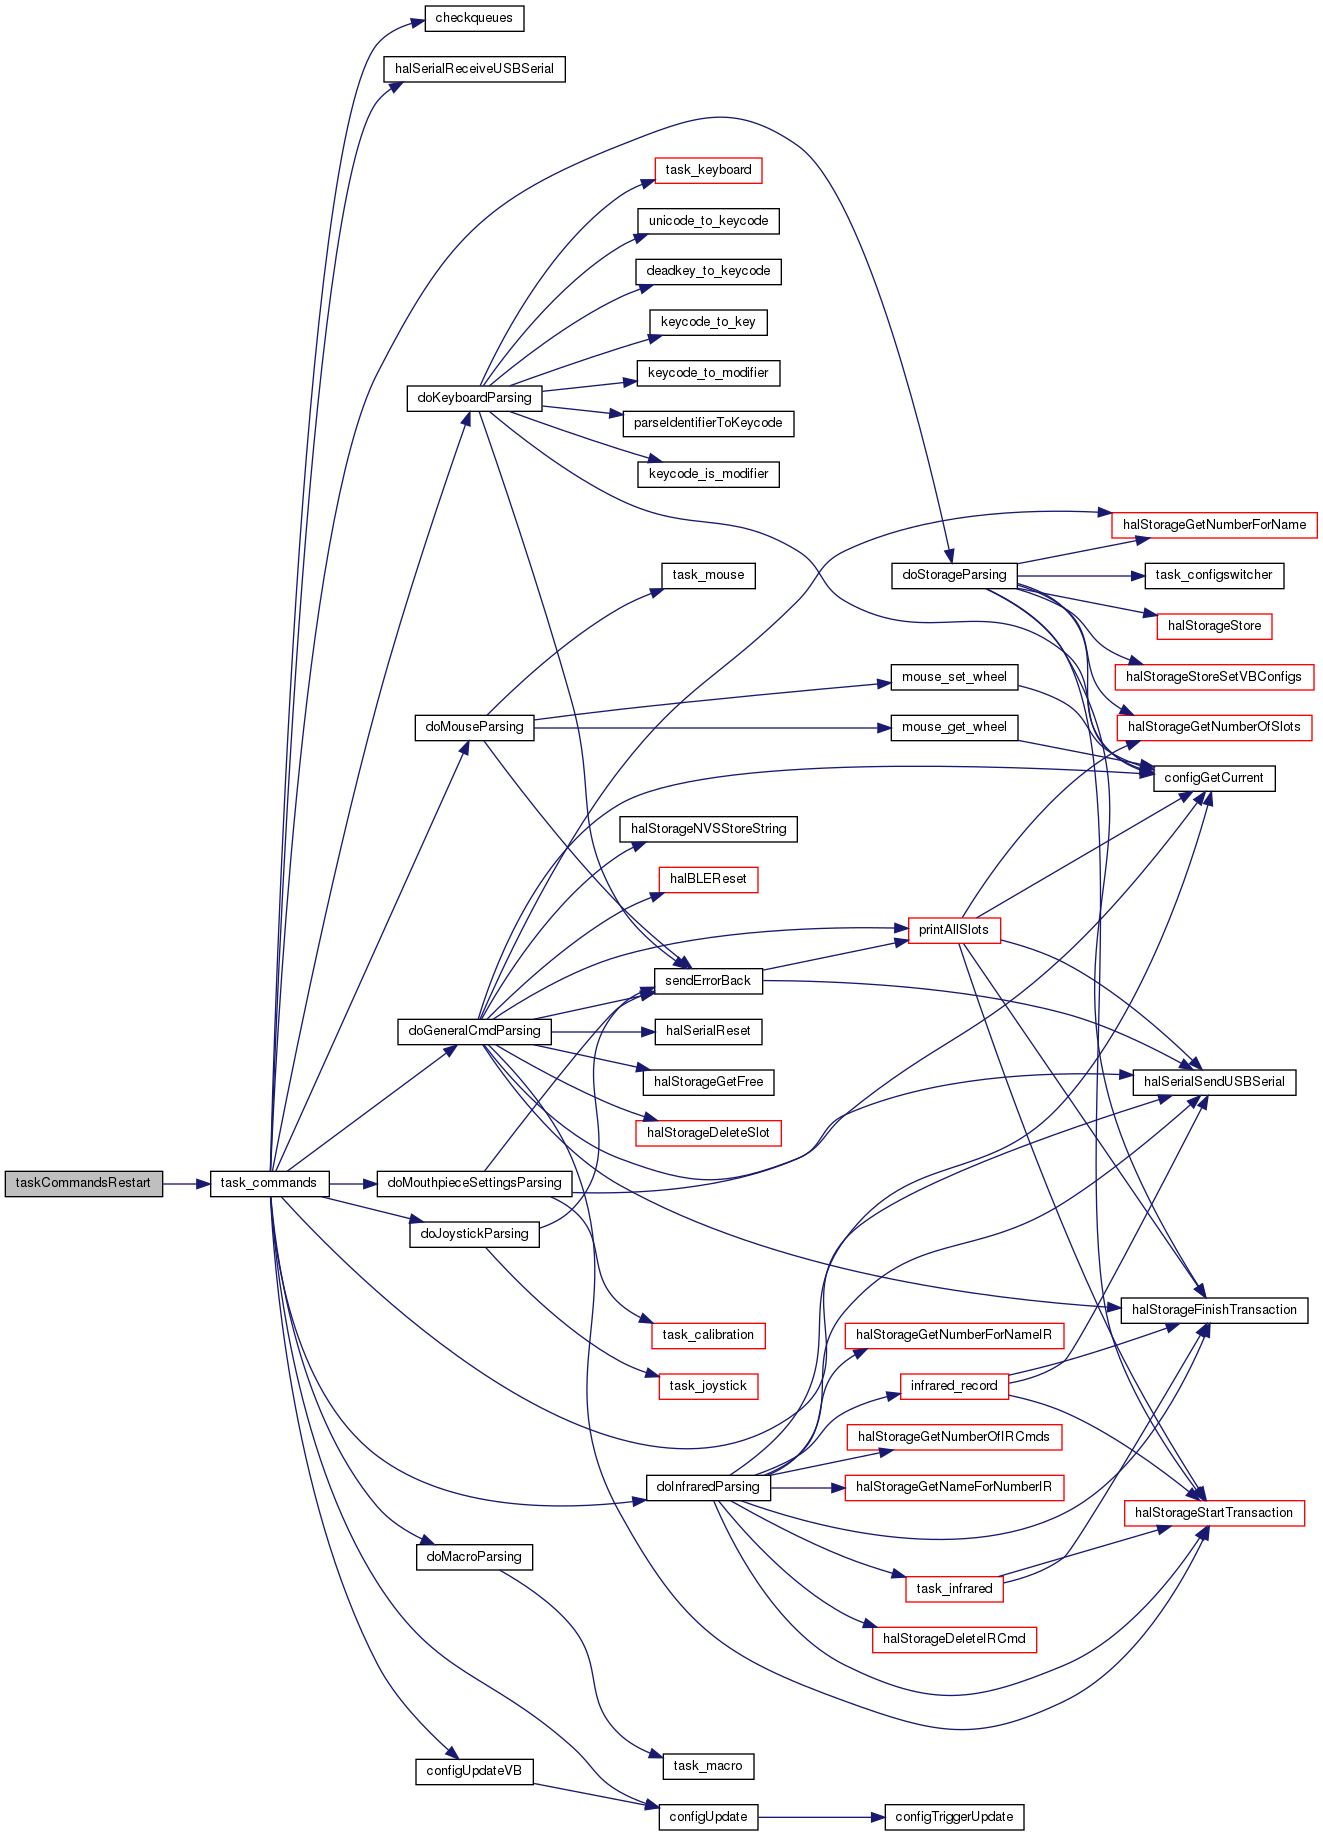 checkqueues
halSerialReceiveUSBSerial
task_keyboard
unicode_to_keycode
deadkey_to_keycode
keycode_to_key
keycode_to_modifier
doKeyboardParsing
parseIdentifierToKeycode
keycode_is_modifier
halStorageGetNumberForName
task_mouse
doStorageParsing
task_configswitcher
halStorageStore
mouse_set_wheel
halStorageStoreSetVBConfigs
doMouseParsing
mouse_get_wheel
halStorageGetNumberOfSlots
configGetCurrent
halStorageNVSStoreString
halBLEReset
printAllSlots
sendErrorBack
doGeneralCmdParsing
halSerialReset
halStorageGetFree
halSerialSendUSBSerial
halStorageDeleteSlot
taskCommandsRestart
task_commands
doMouthpieceSettingsParsing
doJoystickParsing
halStorageFinishTransaction
task_calibration
halStorageGetNumberForNameIR
task_joystick
infrared_record
halStorageGetNumberOfIRCmds
doInfraredParsing
halStorageGetNameForNumberIR
halStorageStartTransaction
doMacroParsing
task_infrared
halStorageDeleteIRCmd
task_macro
configUpdateVB
configUpdate
configTriggerUpdate